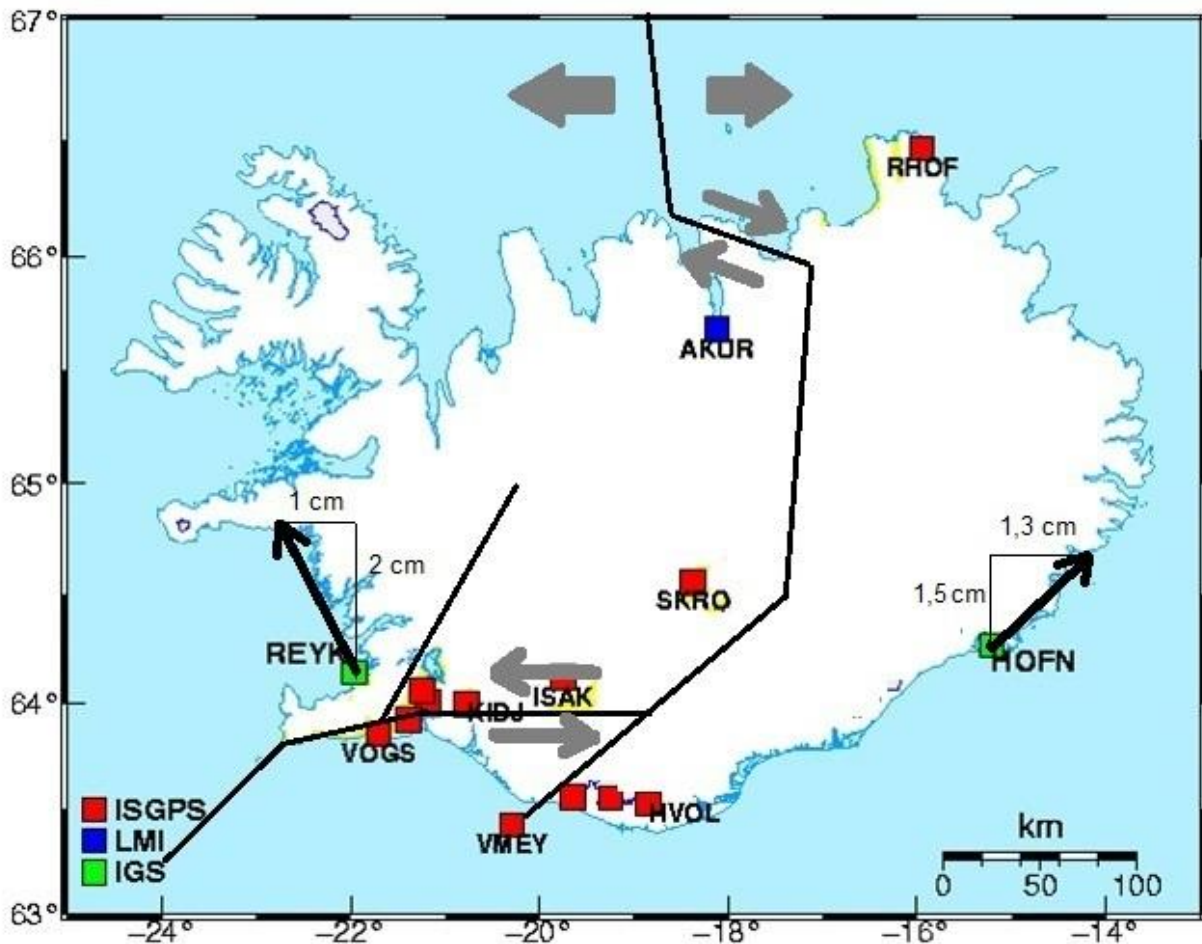 67°
RHOF
66°
AKUR
65°
1 cm
2 cm
1,3 cm
1,5 cm
SKRO
REYK
HOFN
64°
ISAK
KIDJ
VOGS
HVOL
VMEY
ISGPS
LMI
IGS
km
0 50 100
63°
-24° -22° -20° -18° -16° -14°